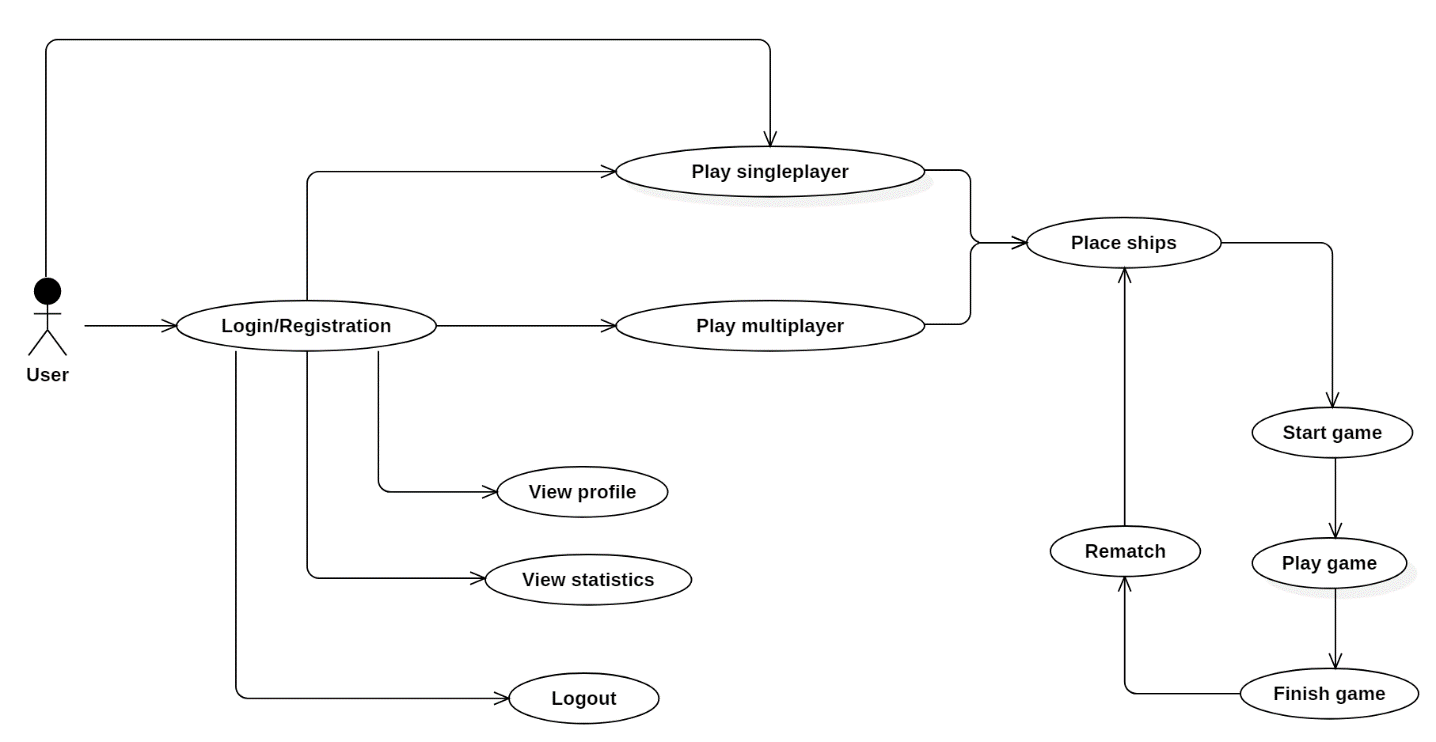 Play singleplayer
Place ships
Login/Registration
Play multiplayer
User
Start game
View profile
Rematch
Play game
View statistics
Logout
Finish game